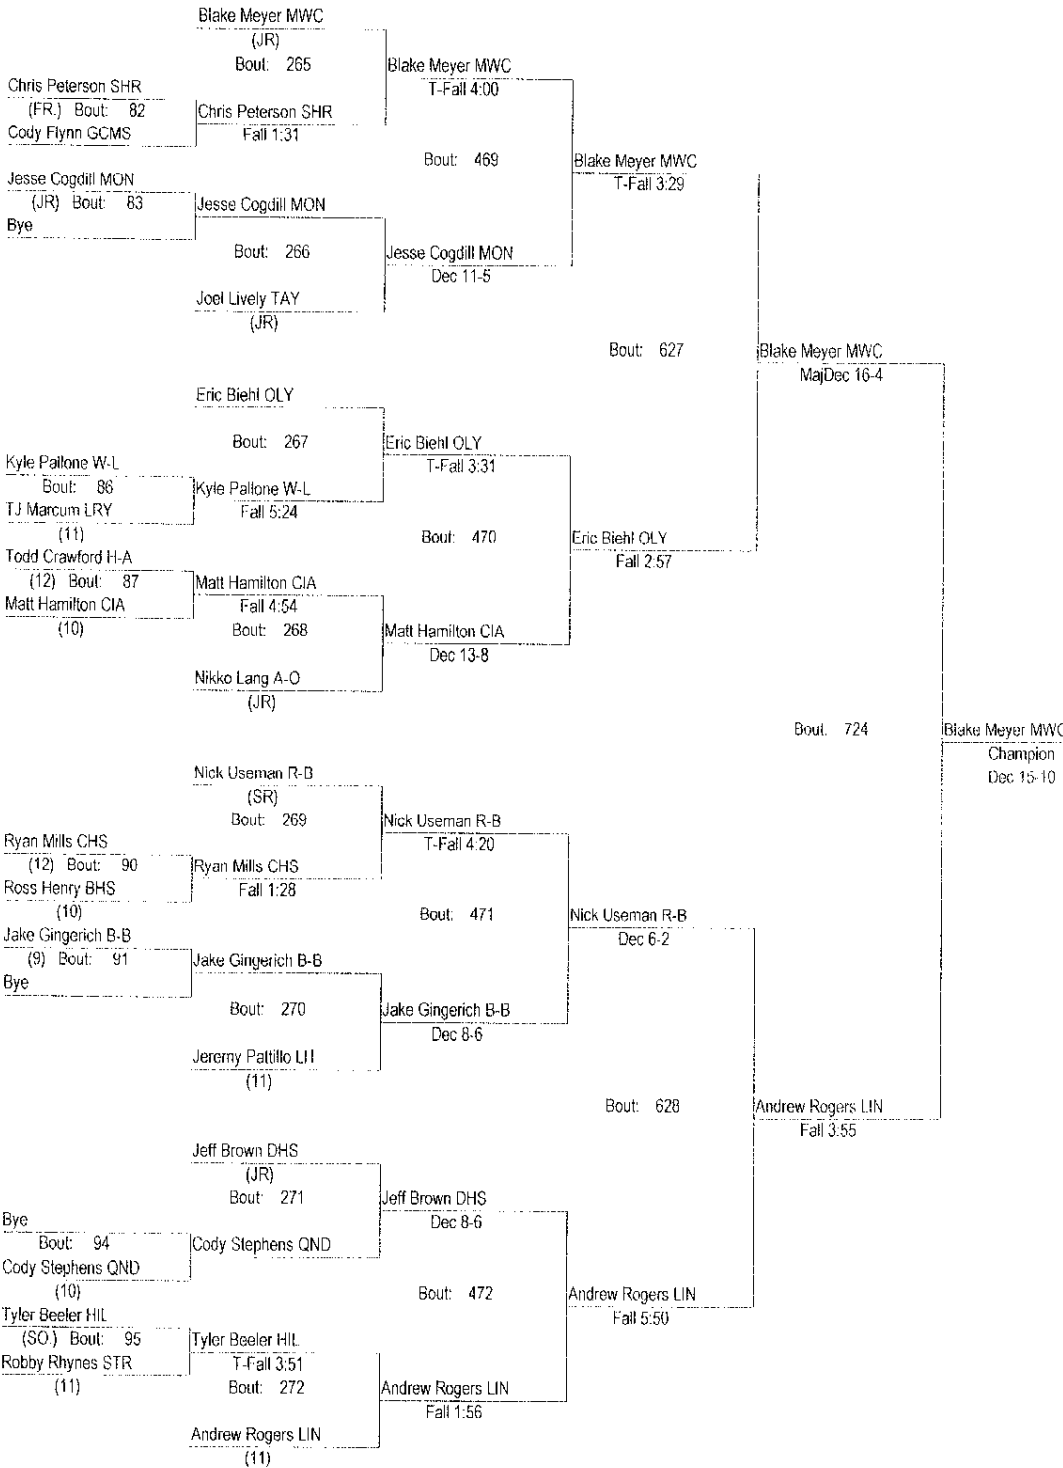 Blake Meyer MWC
(JR)
Bout: 265
Blake Meyer MWC
T-Fall 4:00
Chris Peterson SHR
(FR.) Bout: 82
Chris Peterson SHR
Cody Flynn GCMS
Fall 1:31
Bout: 469
Blake Meyer MWC
T-Fall 3:29
Jesse Cogdill MON
(JR) Bout: 83
Jesse Cogdill MON
Bye
Bout: 266
Jesse Cogdill MON
Dec 11-5
Joel Lively TAY
(JR)
Bout: 627
Blake Meyer MWC
MajDec 16-4
Eric Biehl OLY
Bout: 267
Eric Biehl OLY
T-Fall 3:31
Kyle Pallone W-L
Bout: 86
Kyle Pallone W-L
TJ Marcum LRY
Fall 5:24
(11)
Bout: 470
Eric Biehl OLY
Fall 2:57
Todd Crawford H-A
(12) Bout: 87
Matt Hamilton CIA
Matt Hamilton CIA
Fall 4:54
(10)
Bout: 268
Matt Hamilton CIA
Dec 13-8
Nikko Lang A-O
(JR)
Bout. 724
Blake Meyer MWC
Champion
Dec 15-10
Nick Useman R-B
(SR)
Bout: 269
Nick Useman R-B
T-Fall 4:20
Ryan Mills CHS
(12) Bout: 90
Ryan Mills CHS
Ross Henry BHS
Fall 1:28
(10)
Bout: 471
Nick Useman R-B
Dec 6-2
Jake Gingerich B-B
(9) Bout: 91
Jake Gingerich B-B
Bye
Bout: 270
Jake Gingerich B-B
Dec 8-6
Jeremy Pattillo LH
(11)
Bout: 628
Andrew Rogers LIN
Fall 3:55
Jeff Brown DHS
(JR)
Bout: 271
Jeff Brown DHS
Dec 8-6
Bye
Bout: 94
Cody Stephens QND
Cody Stephens QND
(10)
Bout: 472
Andrew Rogers LIN
Fall 5:50
Tyler Beeler HIL
(SO.) Bout: 95
Tyler Beeler HIL
Robby Rhynes STR
T-Fall 3:51
(11)
Bout: 272
Andrew Rogers LIN
Fall 1:56
Andrew Rogers LIN
(11)